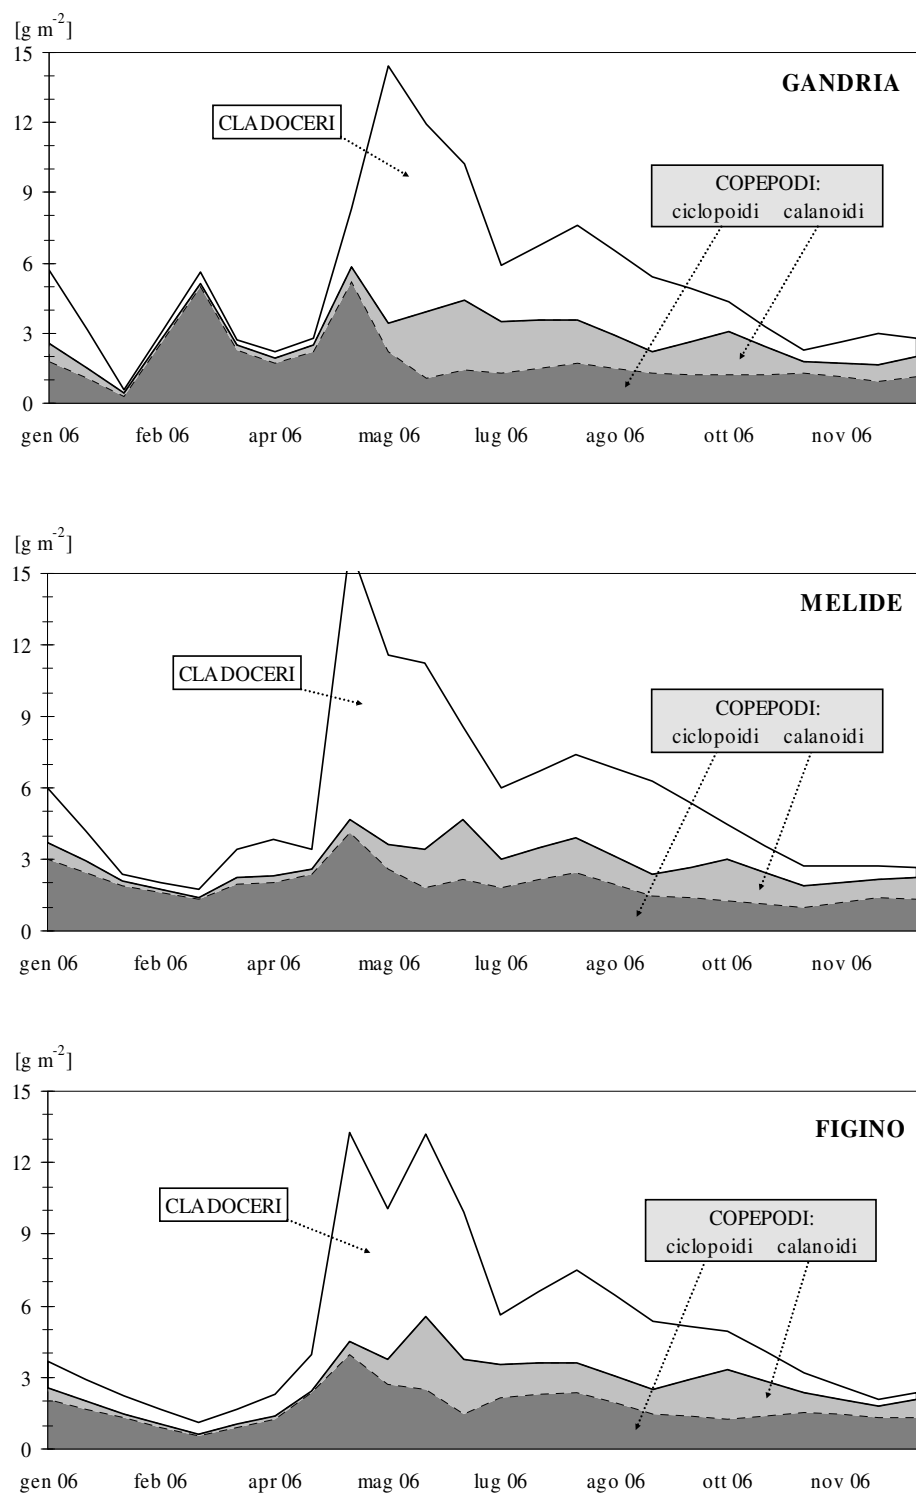 [g m-2]
15
GANDRIA
12
CLADOCERI
9
COPEPODI:
ciclopoidi calanoidi
6
3
0
gen 06 feb 06 apr 06 mag 06 lug 06 ago 06 ott 06 nov 06
[g m-2]
15
MELIDE
12
CLADOCERI
9
COPEPODI:
ciclopoidi calanoidi
6
3
0
gen 06 feb 06 apr 06 mag 06 lug 06 ago 06 ott 06 nov 06
[g m-2]
15
FIGINO
12
CLADOCERI
9
COPEPODI:
ciclopoidi calanoidi
6
3
0
gen 06 feb 06 apr 06 mag 06 lug 06 ago 06 ott 06 nov 06